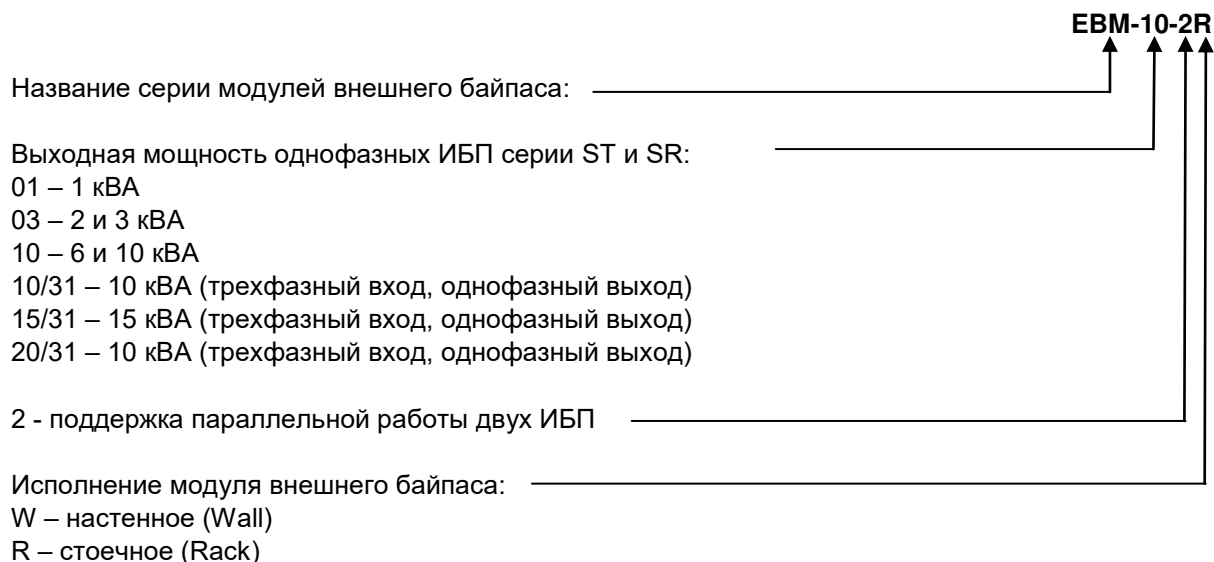 EBM-10-2R
Название серии модулей внешнего байпаса:
Выходная мощность однофазных ИБП серии ST и SR:
01 – 1 кВА
03 – 2 и 3 кВА
10 – 6 и 10 кВА
10/31 – 10 кВА (трехфазный вход, однофазный выход)
15/31 – 15 кВА (трехфазный вход, однофазный выход)
20/31 – 10 кВА (трехфазный вход, однофазный выход)
2 - поддержка параллельной работы двух ИБП
Исполнение модуля внешнего байпаса:
W – настенное (Wall)
R – стоечное (Rack)